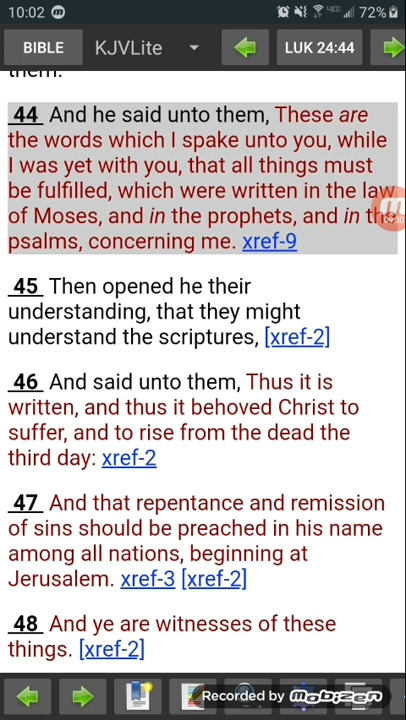 10:02 72%
BIBLE KJVLite LUK 24:44
them.
44 And he said unto them, These are
the words which I spake unto you, while
I was yet with you, that all things must
be fulfilled, which were written in the law
of Moses, and in the prophets, and in the
psalms, concerning me. xref-9
45 Then opened he their
understanding, that they might
understand the scriptures, [xref-2]
46 And said unto them, Thus it is
written, and thus it behoved Christ to
suffer, and to rise from the dead the
third day: xref-2
47 And that repentance and remission
of sins should be preached in his name
among all nations, beginning at
Jerusalem. xref-3 [xref-2]
48 And ye are witnesses of these
things. [xref-2]
Recorded by mobizen